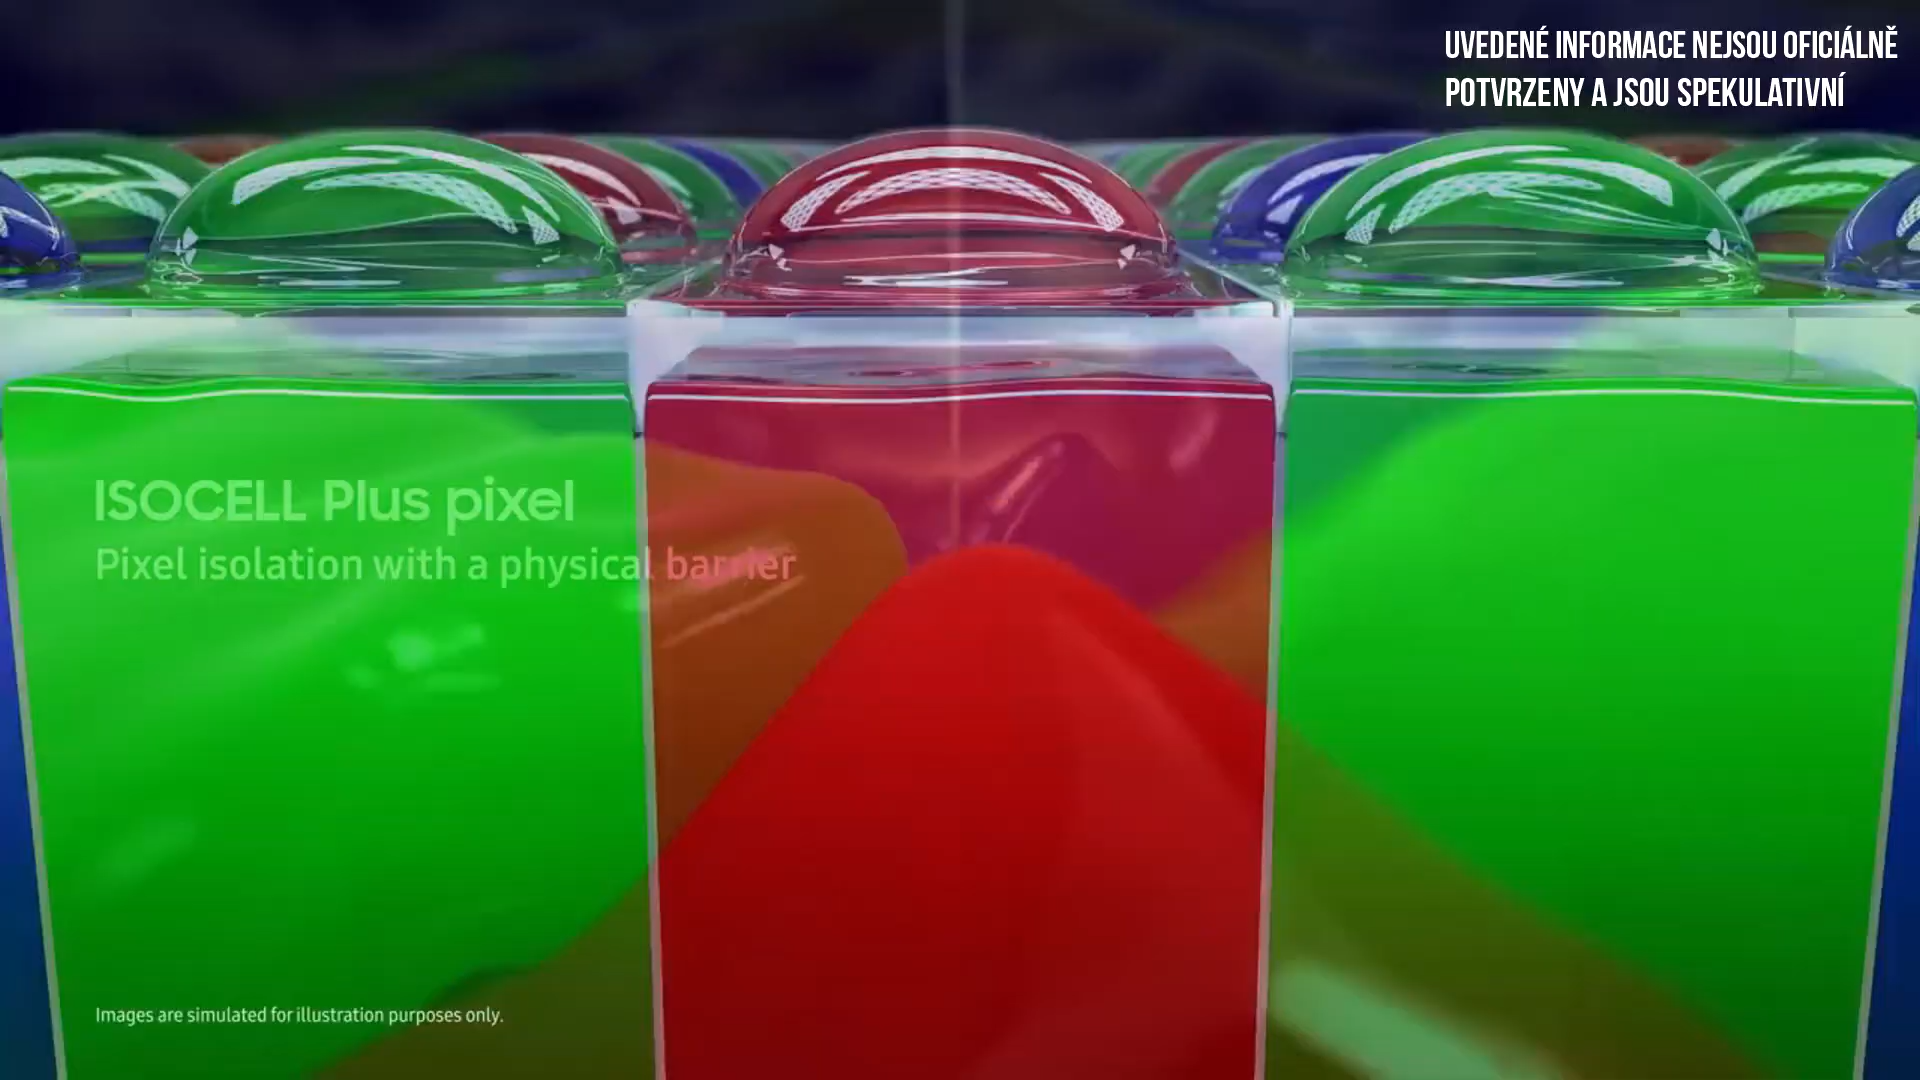 UVEDENÉ INFORMACE NEJSOU OFICIÁLNĚ
POTVRZENY A JSOU SPEKULATIVNÍ
ISOCELL Plus pixel
Pixel isolation with a physical barrier
Images are simulated for illustration purposes only.